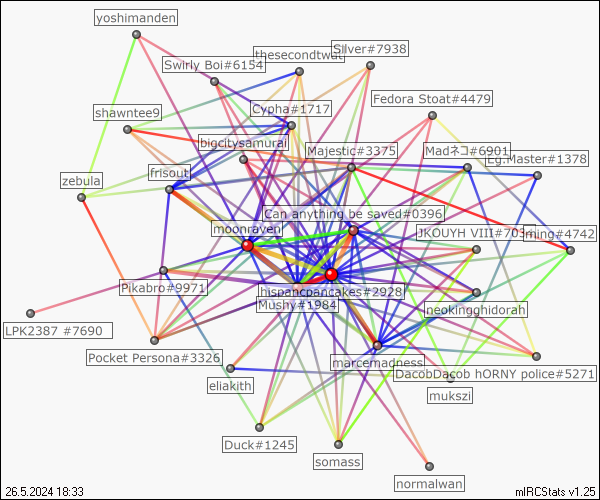 yoshimanden
Silver#7938
thesecondtwat
Swirly Boi#6154
Fedora Stoat#4479
shawntee9
Cypha#1717
bigcitysamurai
Majestic#3375
Madネコ#6901
Lg.Master#1378
zebula
frisout
Can anything be saved#0396
moonraven
JKOUYH VIII#703
ming#4742
Pikabro#9971
hispancpancakes#2928
Mushy#1984
neokingghidorah
LPK2387 #7690
Pocket Persona#3326
marcemadness
DacobDacob hORNY police#5271
eliakith
mukszi
Duck#1245
somass
normalwan
26.5.2024 18:33
mIRCStats v1.25